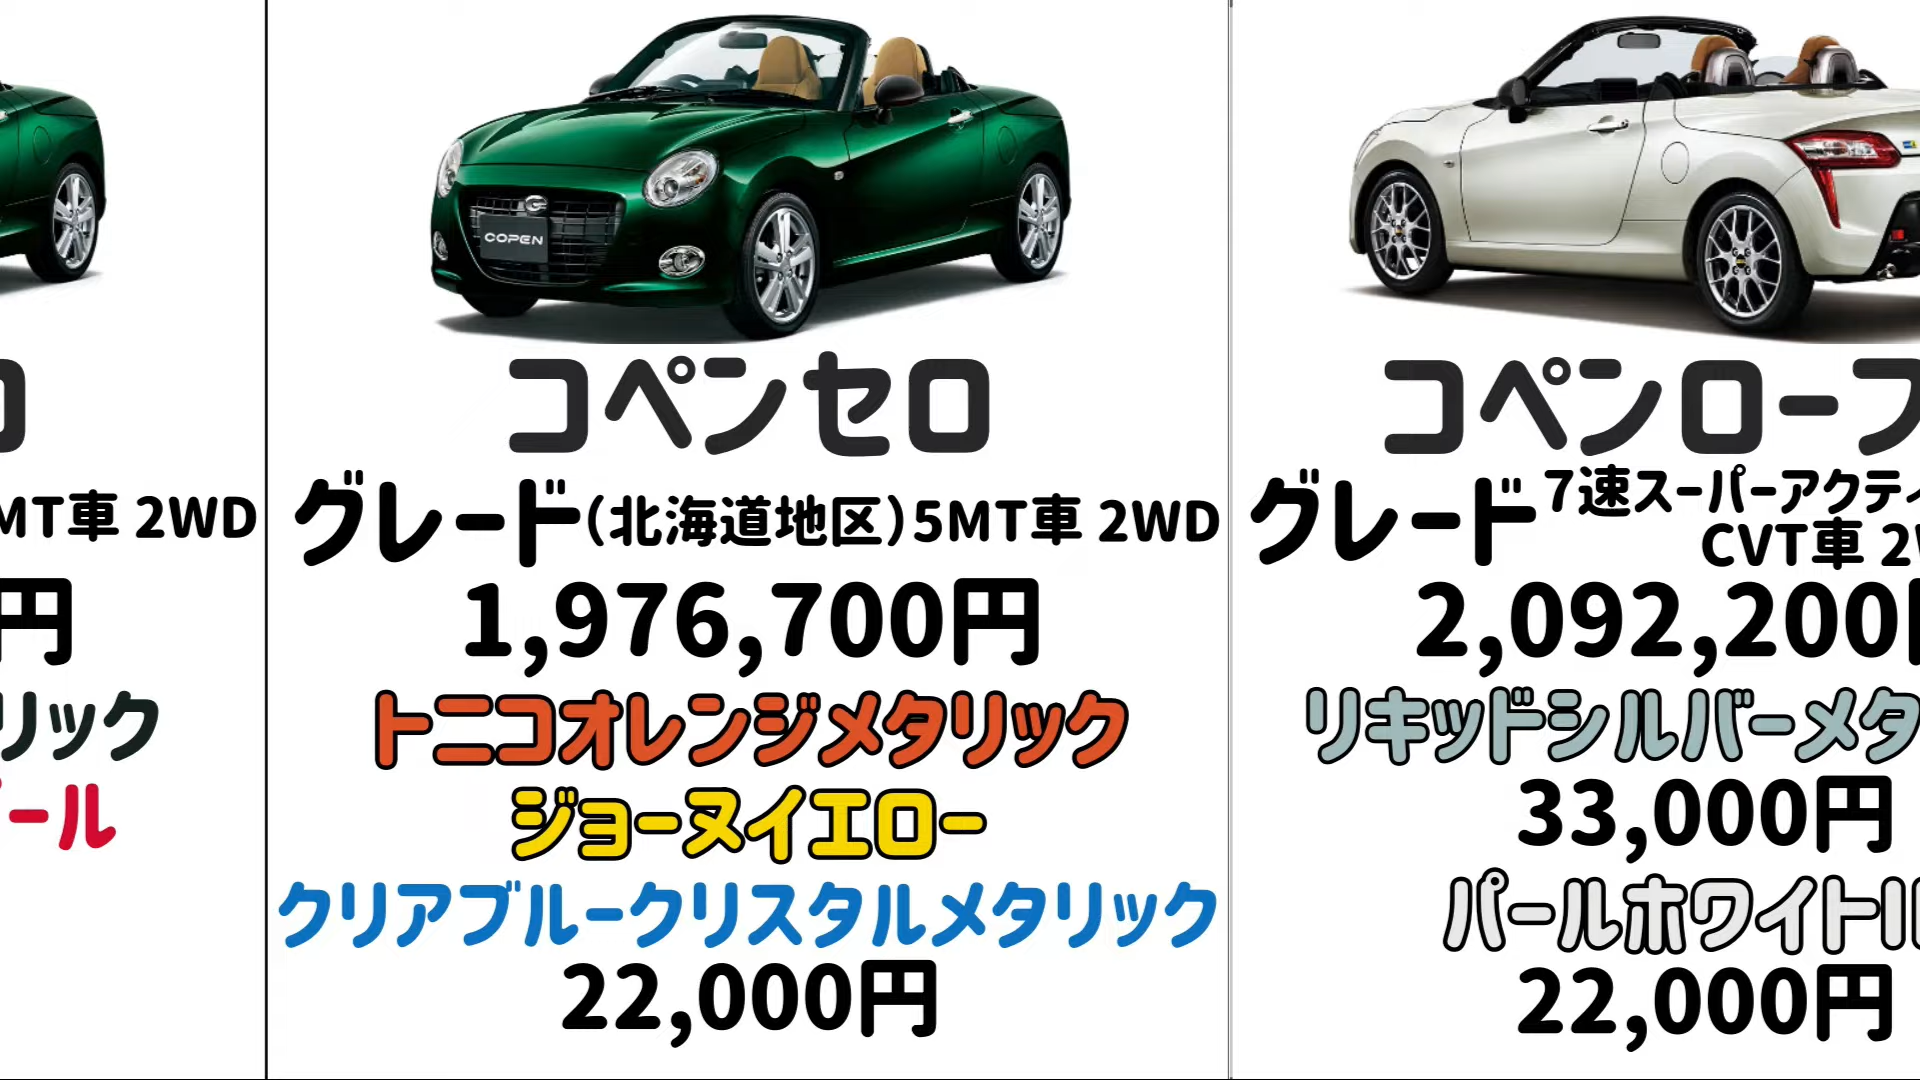 MT車 2WD
円
リック
ール
COPEN
コペンセロ
グレード(北海道地区)5MT車 2WD
1,976,700円
トニコオレンジメタリック
ジョーヌイエロー
クリアブルークリスタルメタリック
22,000円
コペンロー
グレード7速スーパーアクティ
CVT車 2W
2,092,200円
リキッドシルバーメタ
33,000円
パールホワイトII
22,000円